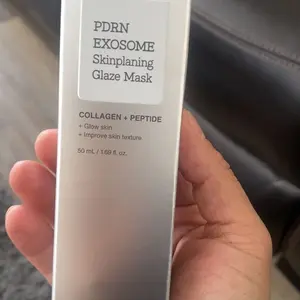 PDRN
EXOSOME
Skinplaning
Glaze Mask
COLLAGEN + PEPTIDE
+ Glow skin
+ Improve skin texture
50 mL / 1.69 fl. oz.